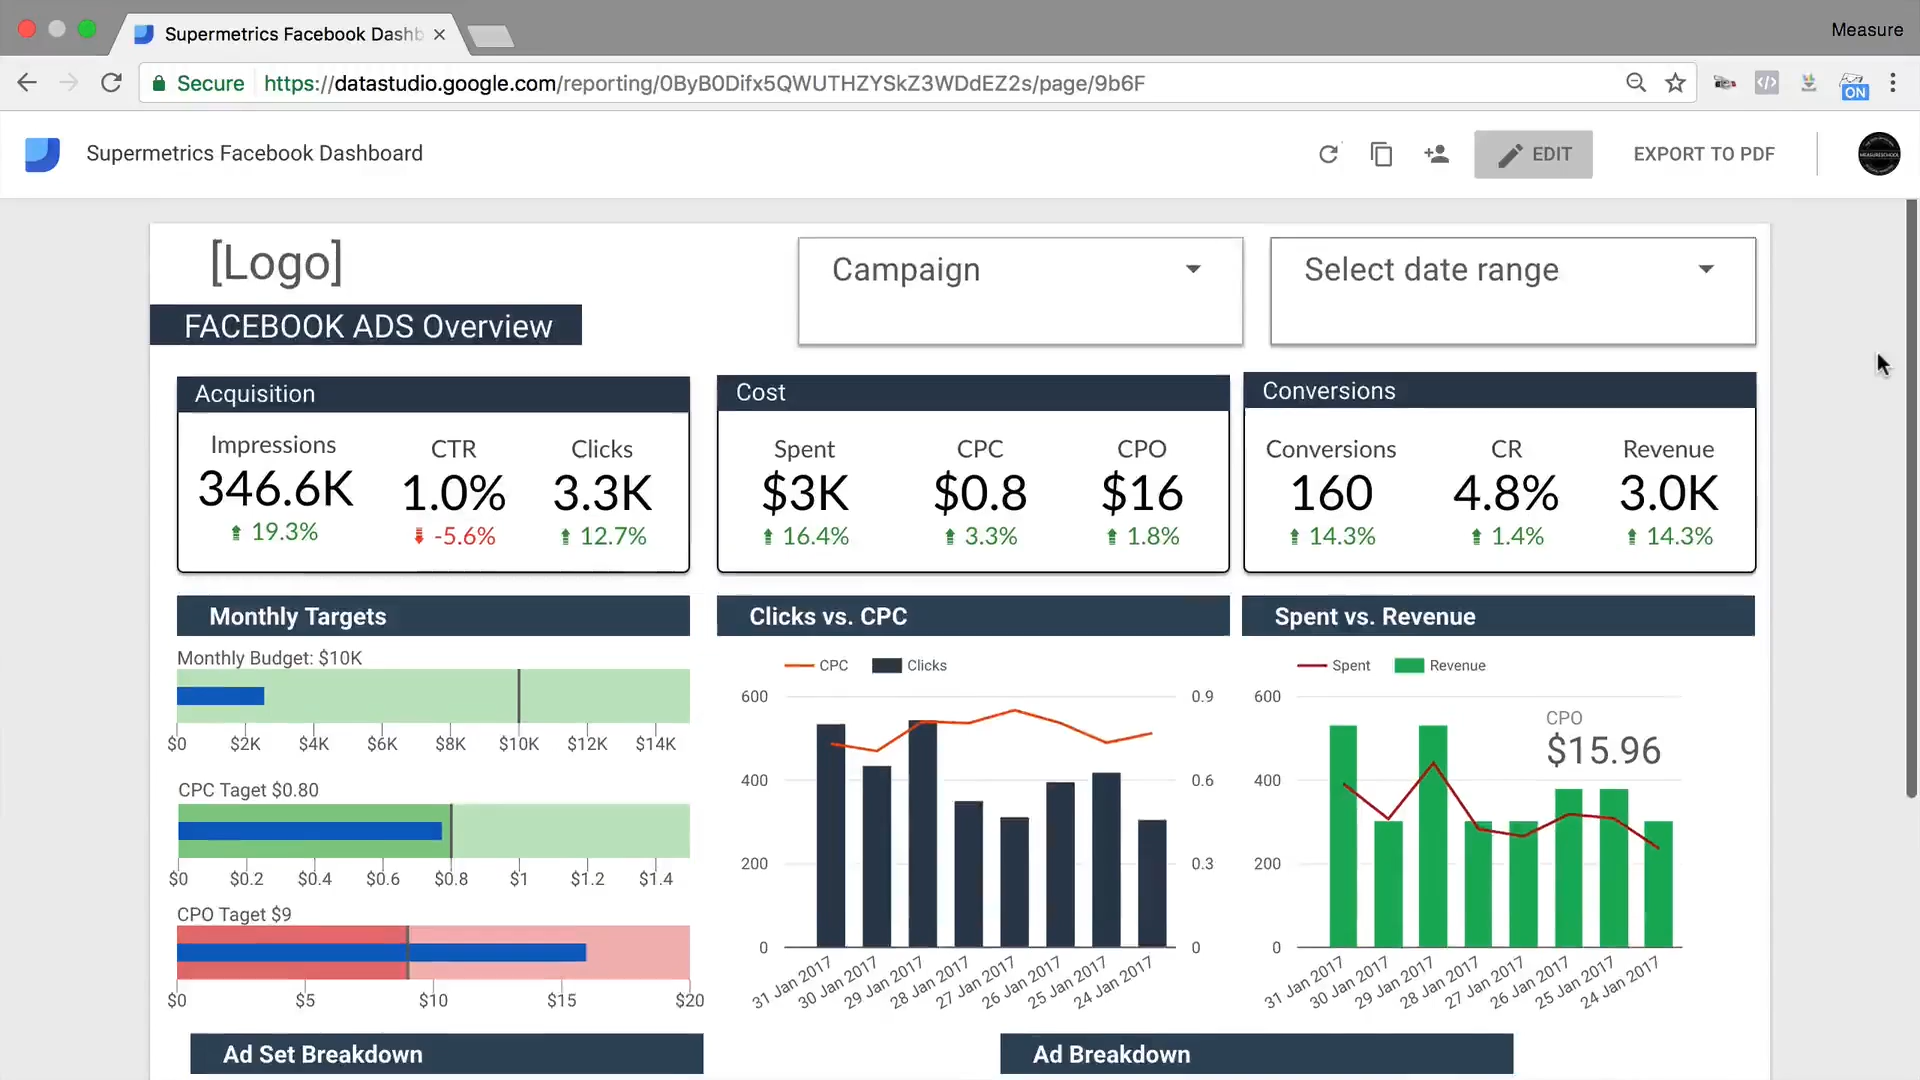 Supermetrics Facebook Dashb
Measure
Secure
https://datastudio.google.com/reporting/0ByB0Difx5QWUTHZYSkZ3WDdEZ2s/page/9b6F
ON
Supermetrics Facebook Dashboard
EDIT
EXPORT TO PDF
MEASURESCHOOL
[Logo]
Campaign
Select date range
FACEBOOK ADS Overview
Acquisition
Impressions CTR Clicks
346.6K 1.0% 3.3K
19.3% -5.6% 12.7%
Cost
Spent CPC CPO
$3K $0.8 $16
16.4% 3.3% 1.8%
Conversions
Conversions CR Revenue
160 4.8% 3.0K
14.3% 1.4% 14.3%
Monthly Targets
Monthly Budget: $10K
$0 $2K $4K $6K $8K $10K $12K $14K
CPC Taget $0.80
$0 $0.2 $0.4 $0.6 $0.8 $1 $1.2 $1.4
CPO Taget $9
$0 $5 $10 $15 $20
Clicks vs. CPC
CPC Clicks
600 0.9
400 0.6
200 0.3
0 0
31 Jan 2017 30 Jan 2017 29 Jan 2017 28 Jan 2017 27 Jan 2017 26 Jan 2017 25 Jan 2017 24 Jan 2017
Spent vs. Revenue
Spent Revenue
CPO
$15.96
600
400
200
0
31 Jan 2017 30 Jan 2017 29 Jan 2017 28 Jan 2017 27 Jan 2017 26 Jan 2017 25 Jan 2017 24 Jan 2017
Ad Set Breakdown
Ad Breakdown